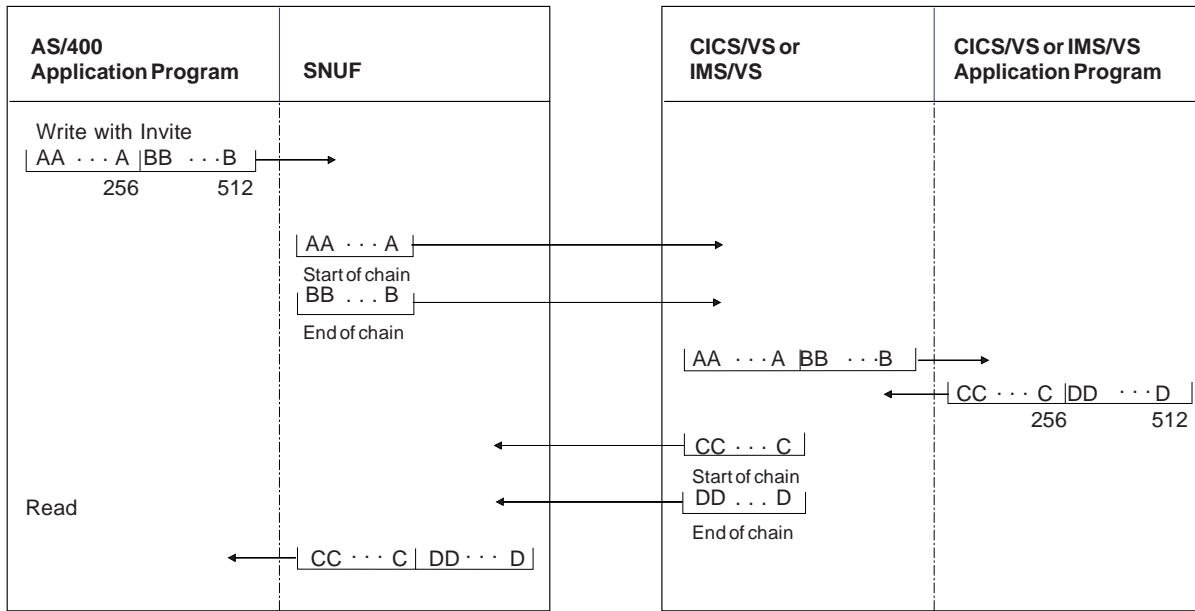 AS/400
Application Program
SNUF
CICS/VS or
IMS/VS
CICS/VS or IMS/VS
Application Program
Write with Invite
AA · · · A BB · · · B
256 512
AA · · · A
Start of chain
BB . . . B
End of chain
AA · · · A BB · · · B
CC · · · C DD · · · D
256 512
CC · · · C
Start of chain
DD . . . D
End of chain
Read
CC · · · C DD · · · D